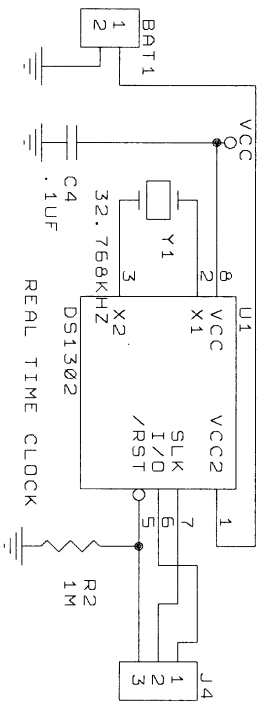 BAT1
1
2
VCC
C4
.1UF
Y1
32.768KHZ
8
2
3
U1
VCC
X1
X2
VCC2
SLK
I/O
/RST
DS1302
1
7
6
5
R2
1M
J4
1
2
3
REAL TIME CLOCK